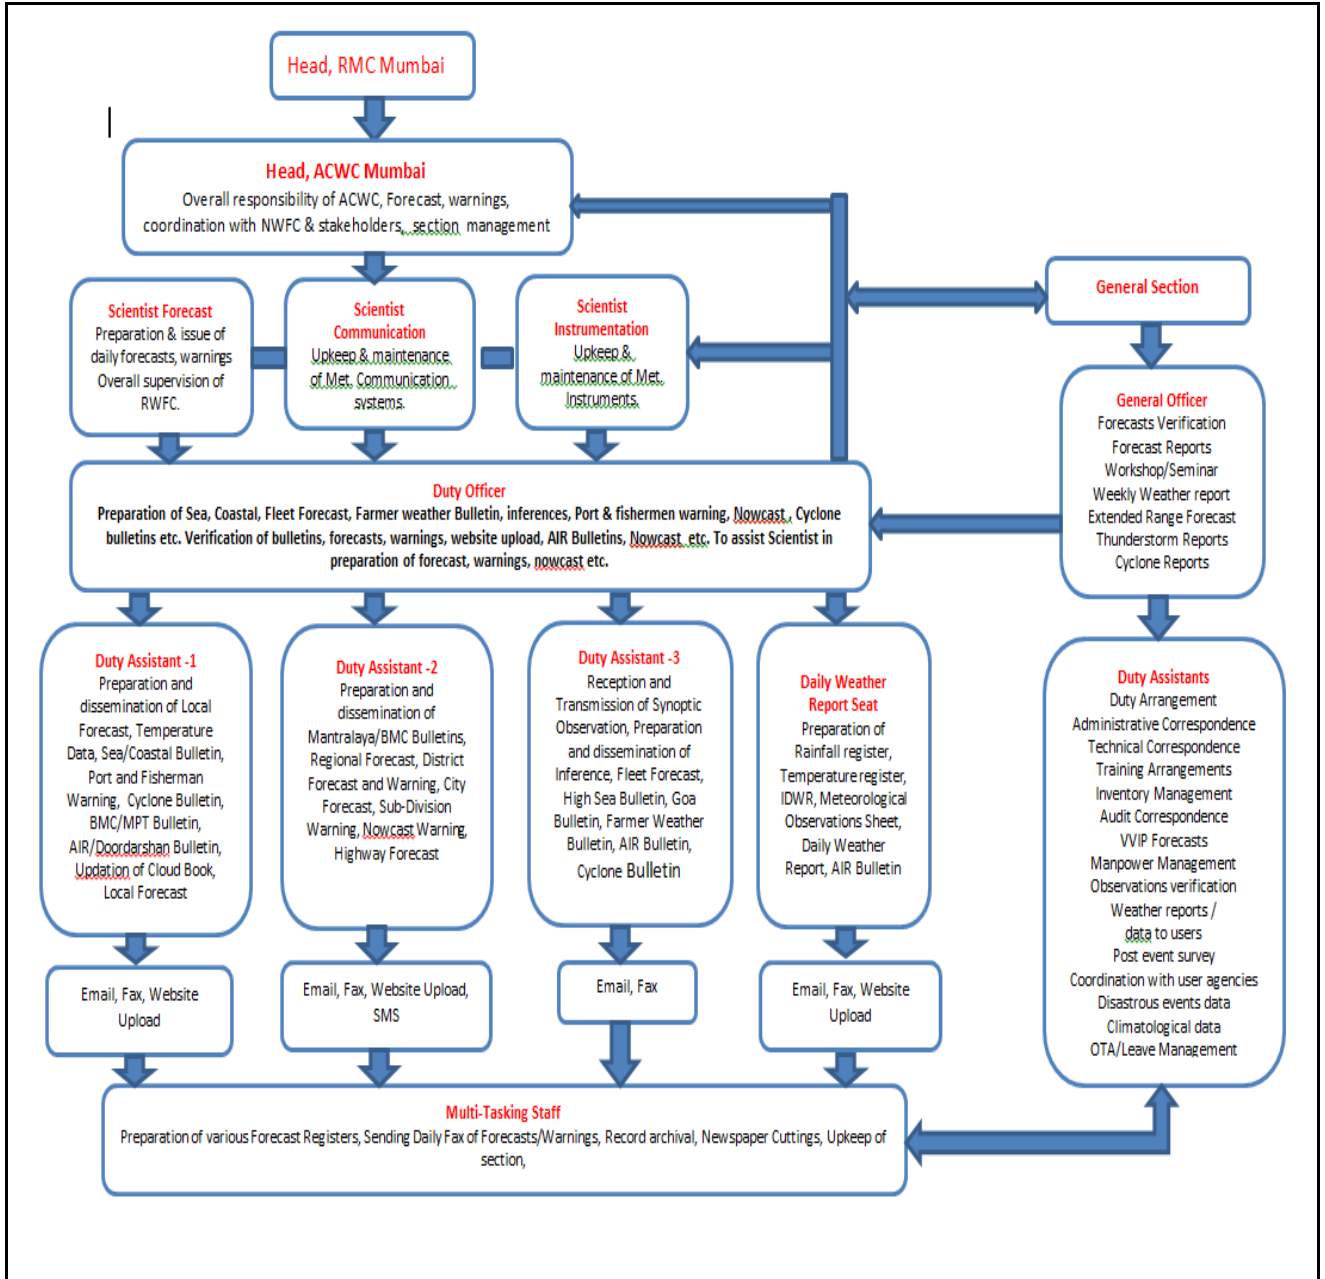 Head, RMC Mumbai
Head, ACWC Mumbai
Overall responsibility of ACWC, Forecast, warnings,
coordination with NWFC & stakeholders, section management
Scientist Forecast
Preparation & issue of
daily forecasts, warnings
Overall supervision of
RWFC.
Scientist
Communication
Upkeep & maintenance
of Met. Communication
systems.
Scientist
Instrumentation
Upkeep &
maintenance of Met.
Instruments.
General Section
General Officer
Forecasts Verification
Forecast Reports
Workshop/Seminar
Weekly Weather report
Extended Range Forecast
Thunderstorm Reports
Cyclone Reports
Duty Officer
Preparation of Sea, Coastal, Fleet Forecast, Farmer weather Bulletin, inferences, Port & fishermen warning, Nowcast , Cyclone
bulletins etc. Verification of bulletins, forecasts, warnings, website upload, AIR Bulletins, Nowcast etc. To assist Scientist in
preparation of forecast, warnings, nowcast etc.
Duty Assistant -1
Preparation and
dissemination of Local
Forecast, Temperature
Data, Sea/Coastal Bulletin,
Port and Fisherman
Warning, Cyclone Bulletin,
BMC/MPT Bulletin,
AIR/Doordarshan Bulletin,
Updation of Cloud Book,
Local Forecast
Duty Assistant -2
Preparation and
dissemination of
Mantralaya/BMC Bulletins,
Regional Forecast, District
Forecast and Warning, City
Forecast, Sub-Division
Warning, Nowcast Warning,
Highway Forecast
Duty Assistant -3
Reception and
Transmission of Synoptic
Observation, Preparation
and dissemination of
Inference, Fleet Forecast,
High Sea Bulletin, Goa
Bulletin, Farmer Weather
Bulletin, AIR Bulletin,
Cyclone Bulletin
Daily Weather
Report Seat
Preparation of
Rainfall register,
Temperature register,
IDWR, Meteorological
Observations Sheet,
Daily Weather
Report, AIR Bulletin
Duty Assistants
Duty Arrangement
Administrative Correspondence
Technical Correspondence
Training Arrangements
Inventory Management
Audit Correspondence
VVIP Forecasts
Manpower Management
Observations verification
Weather reports /
data to users
Post event survey
Coordination with user agencies
Disastrous events data
Climatological data
OTA/Leave Management
Email, Fax, Website
Upload
Email, Fax, Website Upload,
SMS
Email, Fax
Email, Fax, Website
Upload
Multi-Tasking Staff
Preparation of various Forecast Registers, Sending Daily Fax of Forecasts/Warnings, Record archival, Newspaper Cuttings, Upkeep of
section,